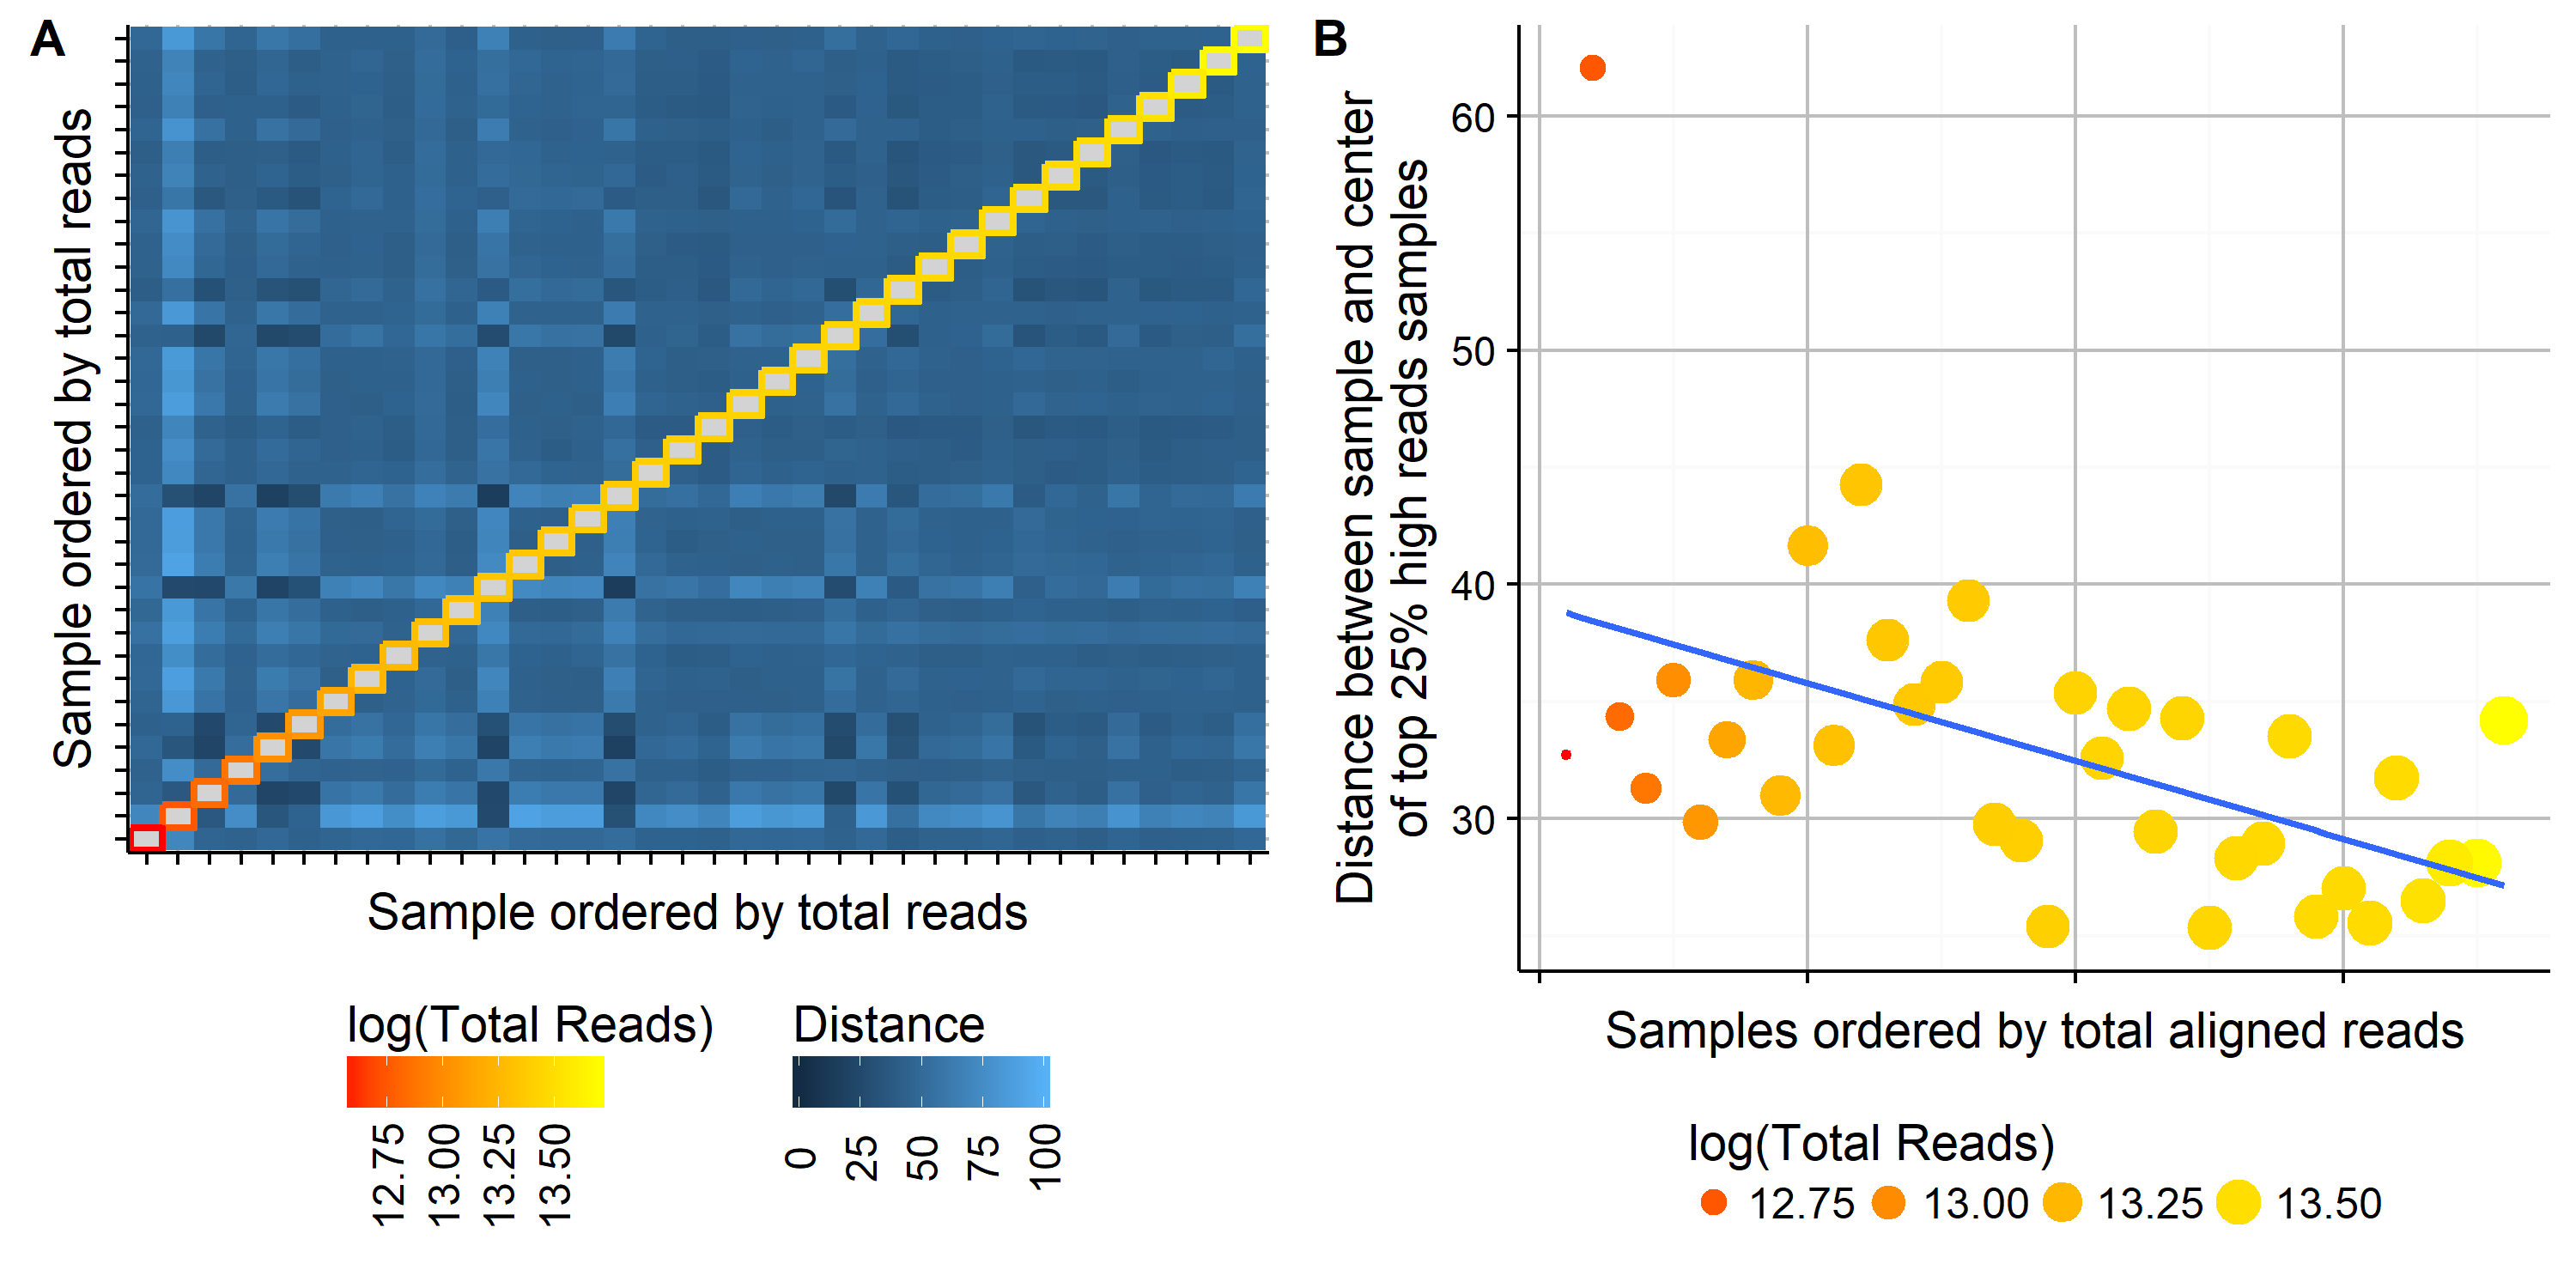 A
Sample ordered by total reads
Sample ordered by total reads
log(Total Reads)
12.75
13.00
13.25
13.50
Distance
0
25
50
75
100
B
Distance between sample and center
of top 25% high reads samples
60
50
40
30
Samples ordered by total aligned reads
log(Total Reads)
12.75 13.00 13.25 13.50